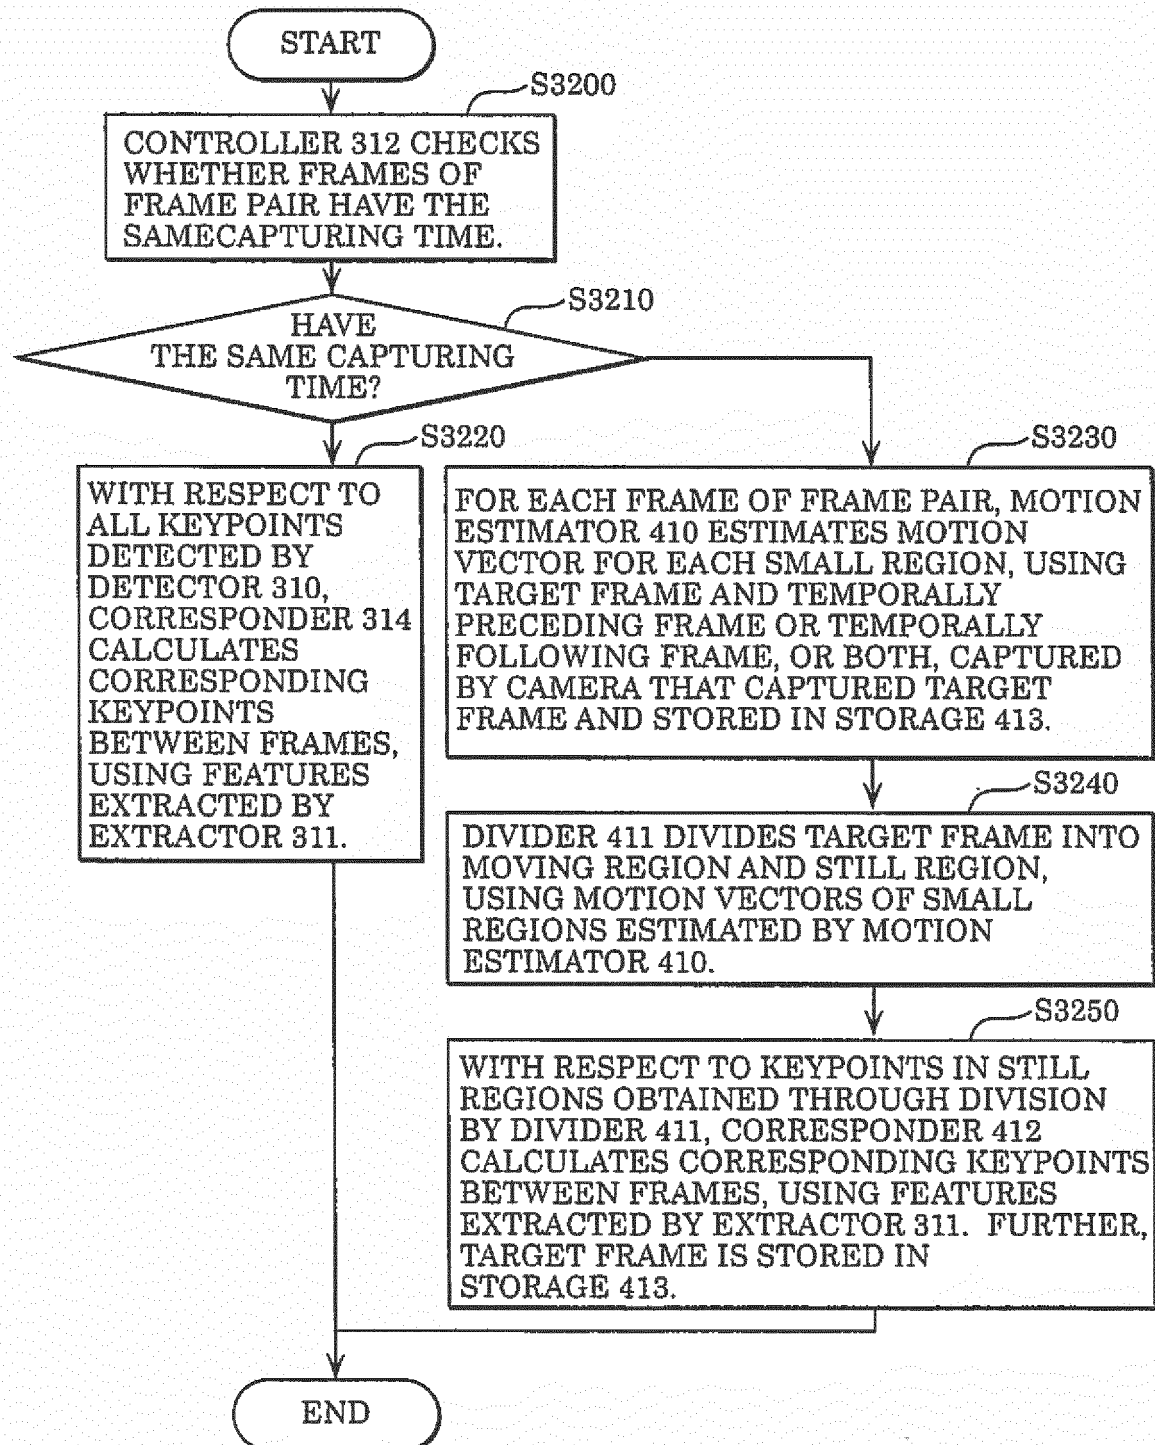 START
S3200
CONTROLLER 312 CHECKS
WHETHER FRAMES OF
FRAME PAIR HAVE THE
SAMECAPTURING TIME.
S3210
HAVE
THE SAME CAPTURING
TIME?
S3220
WITH RESPECT TO
ALL KEYPOINTS
DETECTED BY
DETECTOR 310,
CORRESPONDER 314
CALCULATES
CORRESPONDING
KEYPOINTS
BETWEEN FRAMES,
USING FEATURES
EXTRACTED BY
EXTRACTOR 311.
S3230
FOR EACH FRAME OF FRAME PAIR, MOTION
ESTIMATOR 410 ESTIMATES MOTION
VECTOR FOR EACH SMALL REGION, USING
TARGET FRAME AND TEMPORALLY
PRECEDING FRAME OR TEMPORALLY
FOLLOWING FRAME, OR BOTH, CAPTURED
BY CAMERA THAT CAPTURED TARGET
FRAME AND STORED IN STORAGE 413.
S3240
DIVIDER 411 DIVIDES TARGET FRAME INTO
MOVING REGION AND STILL REGION,
USING MOTION VECTORS OF SMALL
REGIONS ESTIMATED BY MOTION
ESTIMATOR 410.
S3250
WITH RESPECT TO KEYPOINTS IN STILL
REGIONS OBTAINED THROUGH DIVISION
BY DIVIDER 411, CORRESPONDER 412
CALCULATES CORRESPONDING KEYPOINTS
BETWEEN FRAMES, USING FEATURES
EXTRACTED BY EXTRACTOR 311.  FURTHER,
TARGET FRAME IS STORED IN
STORAGE 413.
END